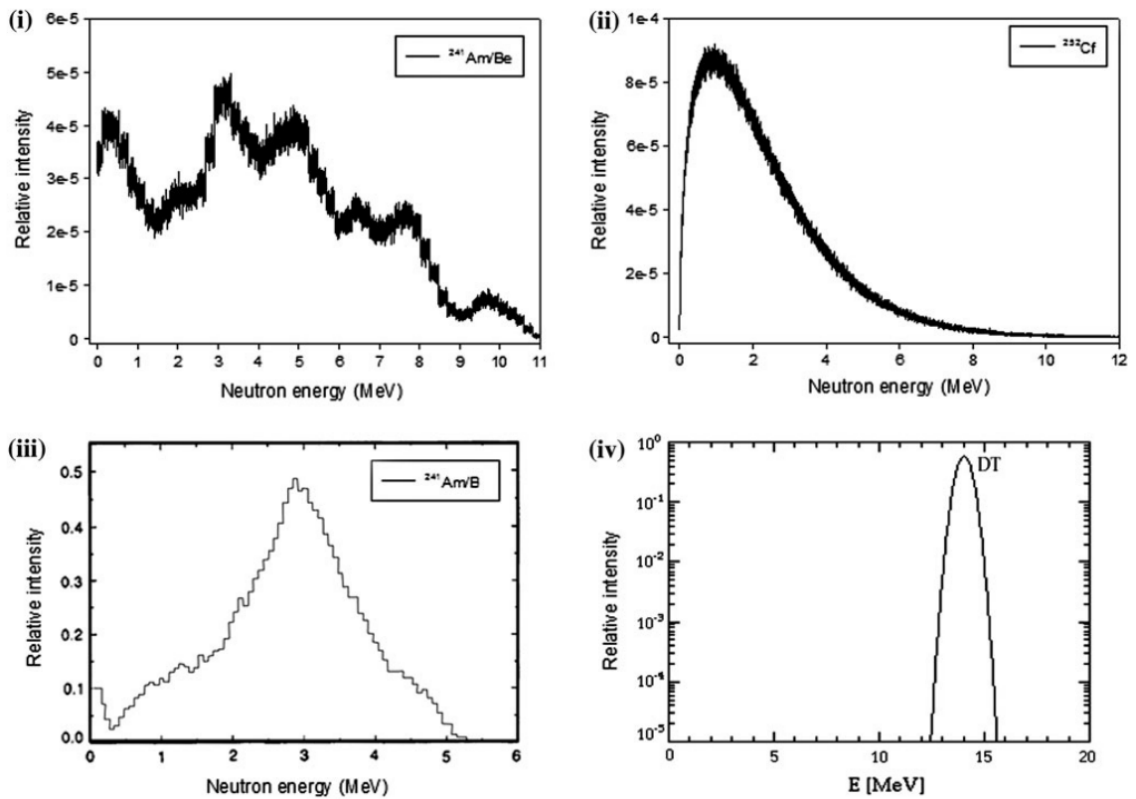 (i)
6e-5
5e-5
4e-5
3e-5
2e-5
1e-5
0
Relative intensity
²⁴¹Am/Be
0 1 2 3 4 5 6 7 8 9 10 11
Neutron energy (MeV)
(ii)
1e-4
8e-5
6e-5
4e-5
2e-5
0
Relative intensity
²⁵²Cf
0 2 4 6 8 10 12
Neutron energy (MeV)
(iii)
0.5
0.4
0.3
0.2
0.1
0.0
Relative intensity
²⁴¹Am/B
0 1 2 3 4 5 6
Neutron energy (MeV)
(iv)
10⁰
10⁻¹
10⁻²
10⁻³
10⁻⁴
10⁻⁵
Relative intensity
DT
0 5 10 15 20
E [MeV]